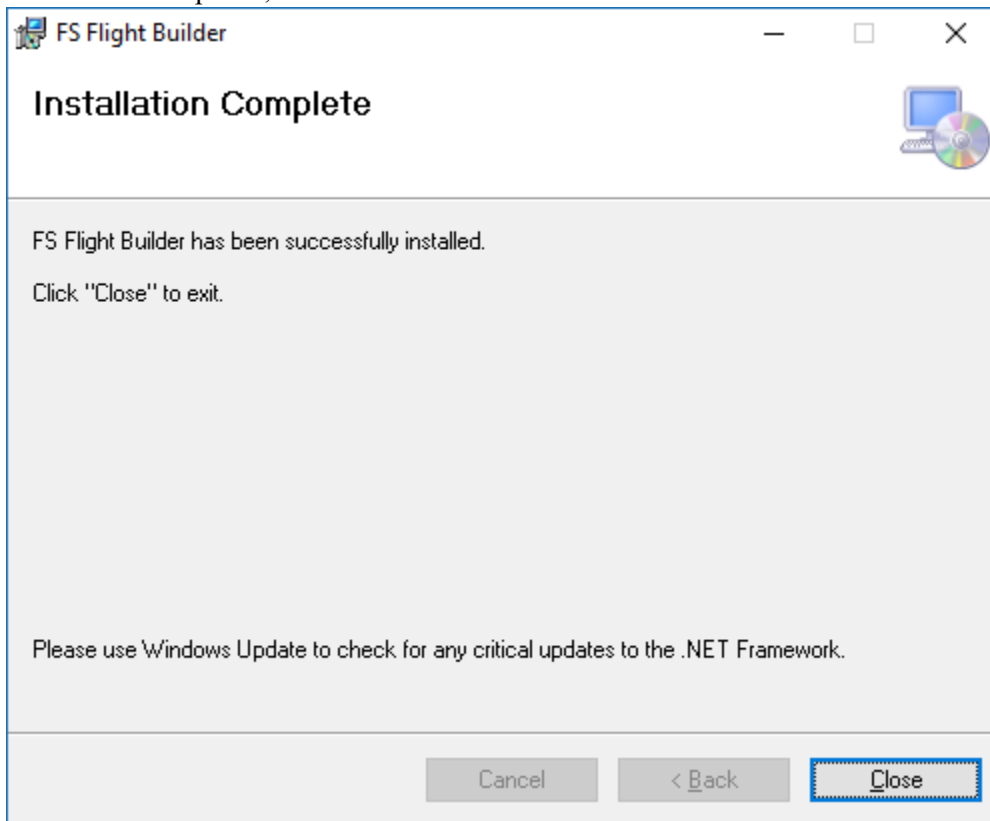 FS Flight Builder
Installation Complete
FS Flight Builder has been successfully installed.
Click "Close" to exit.
Please use Windows Update to check for any critical updates to the .NET Framework.
Cancel
< Back
Close